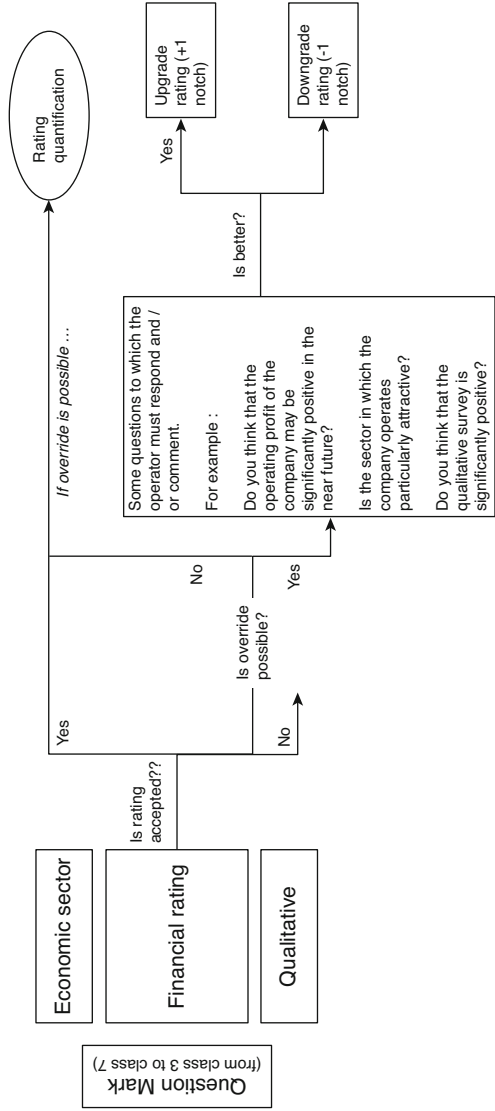 Question Mark
(from class 3 to class 7)
Economic sector
Financial rating
Qualitative
Is rating
accepted??
Yes
No
Is override
possible?
No
Yes
If override is possible ...
Rating
quantification
Some questions to which the
operator must respond and /
or comment.
For example :
Do you think that the
operating profit of the
company may be
significantly positive in the
near future?
Is the sector in which the
company operates
particularly attractive?
Do you think that the
qualitative survey is
significantly positive?
Is better?
Yes
Upgrade
rating (+1
notch)
Downgrade
rating (-1
notch)